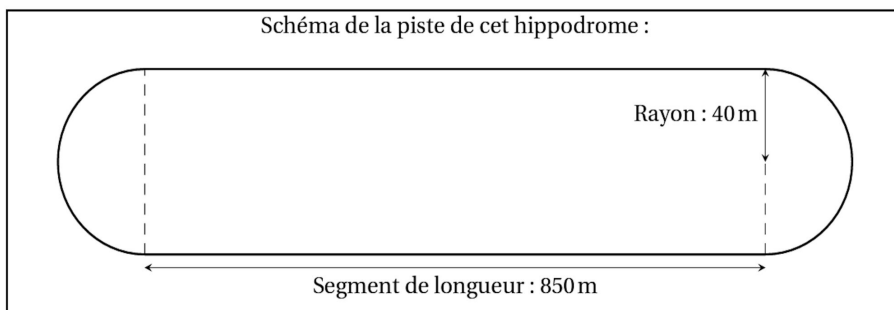 Schéma de la piste de cet hippodrome :
Rayon : 40 m
Segment de longueur : 850 m